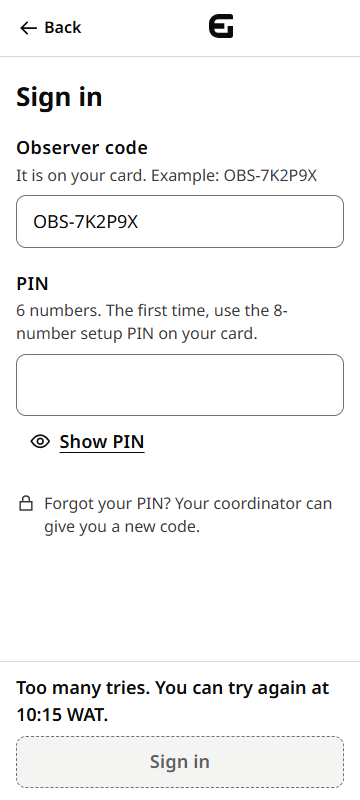 Back
Sign in
Observer code
It is on your card. Example: OBS-7K2P9X
OBS-7K2P9X
PIN
6 numbers. The first time, use the 8-
number setup PIN on your card.
Show PIN
Forgot your PIN? Your coordinator can
give you a new code.
Too many tries. You can try again at
10:15 WAT.
Sign in